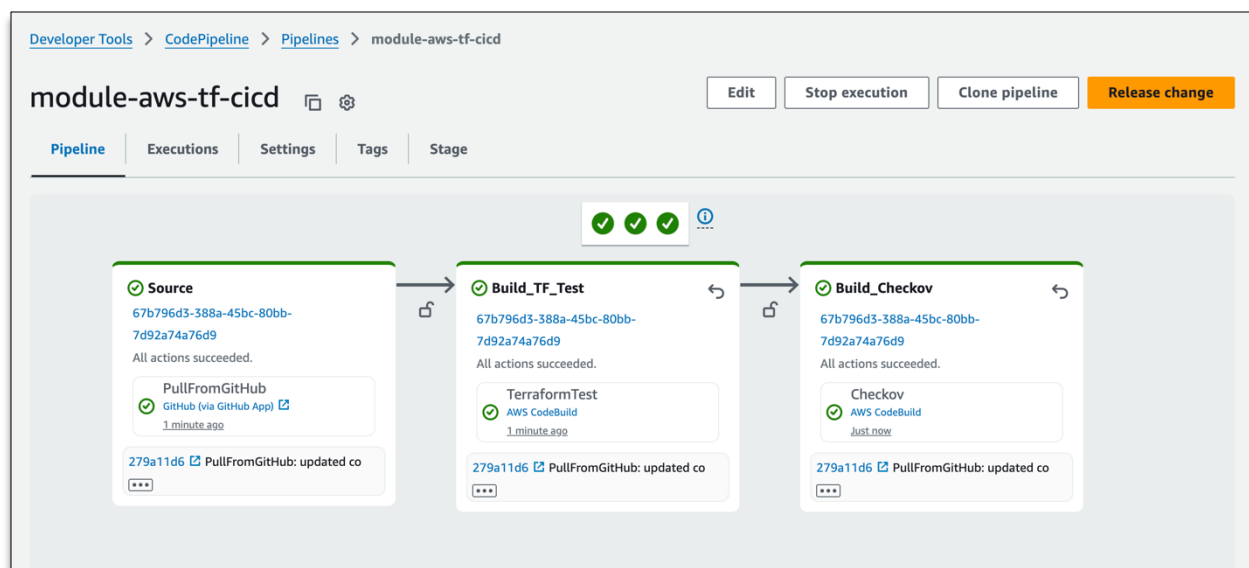 Developer Tools > CodePipeline > Pipelines > module-aws-tf-cicd
module-aws-tf-cicd
Edit
Stop execution
Clone pipeline
Release change
Pipeline
Executions
Settings
Tags
Stage
Source
67b796d3-388a-45bc-80bb-
7d92a74a76d9
All actions succeeded.
PullFromGitHub
GitHub (via GitHub App)
1 minute ago
279a11d6 PullFromGitHub: updated co
Build_TF_Test
67b796d3-388a-45bc-80bb-
7d92a74a76d9
All actions succeeded.
TerraformTest
AWS CodeBuild
1 minute ago
279a11d6 PullFromGitHub: updated co
Build_Checkov
67b796d3-388a-45bc-80bb-
7d92a74a76d9
All actions succeeded.
Checkov
AWS CodeBuild
Just now
279a11d6 PullFromGitHub: updated co